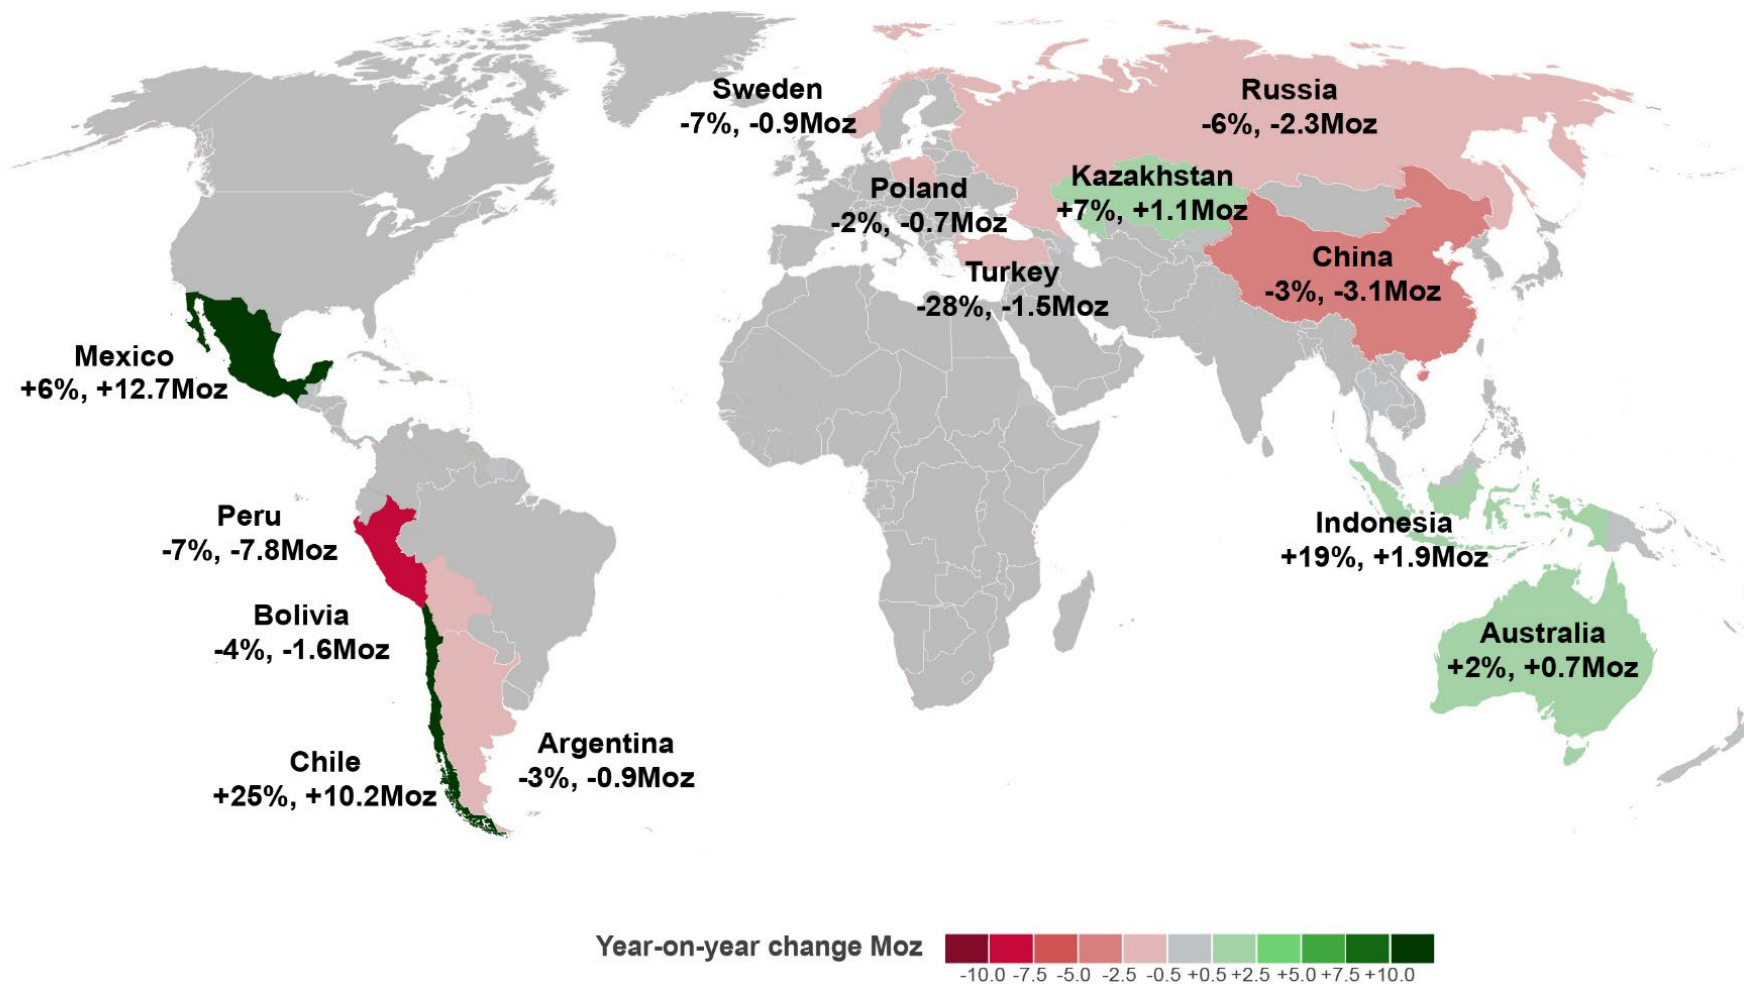 Sweden
-7%, -0.9Moz
Russia
-6%, -2.3Moz
Poland
-2%, -0.7Moz
Kazakhstan
+7%, +1.1Moz
China
-3%, -3.1Moz
Turkey
-28%, -1.5Moz
Mexico
+6%, +12.7Moz
Peru
-7%, -7.8Moz
Indonesia
+19%, +1.9Moz
Bolivia
-4%, -1.6Moz
Australia
+2%, +0.7Moz
Chile
+25%, +10.2Moz
Argentina
-3%, -0.9Moz
Year-on-year change Moz
-10.0 -7.5 -5.0 -2.5 -0.5 +0.5 +2.5 +5.0 +7.5 +10.0